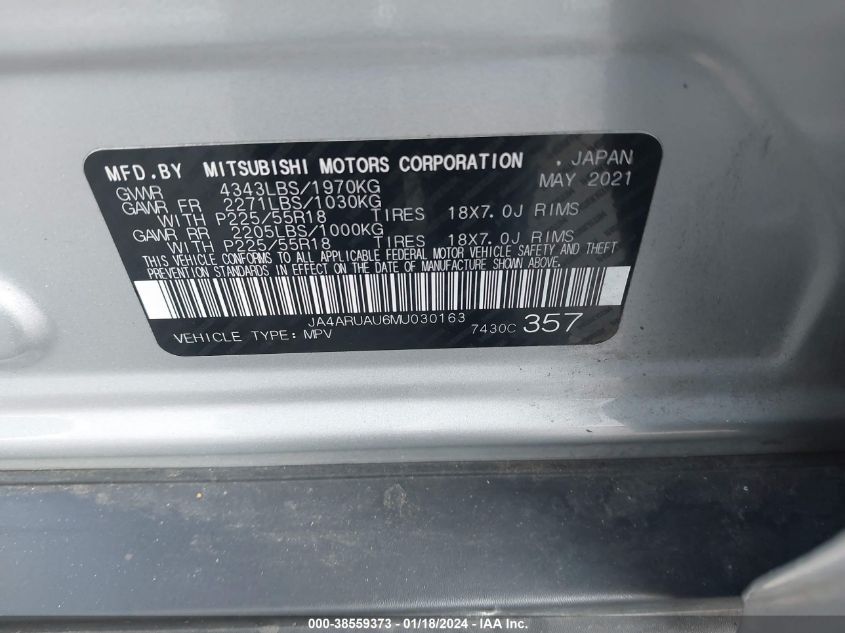 MFD.BY MITSUBISHI MOTORS CORPORATION . JAPAN
GVWR 4343LBS/1970KG MAY 2021
GAWR FR 2271LBS/1030KG
WITH P225/55R18 TIRES 18X7.0J RIMS
GAWR RR 2205LBS/1000KG
WITH P225/55R18 TIRES 18X7.0J RIMS
THIS VEHICLE CONFORMS TO ALL APPLICABLE FEDERAL MOTOR VEHICLE SAFETY AND THEFT
PREVENTION STANDARDS IN EFFECT ON THE DATE OF MANUFACTURE SHOWN ABOVE.
JA4ARUAU6MU030163
VEHICLE TYPE: MPV 7430C 357
000-38559373 - 01/18/2024 - IAAI Inc.